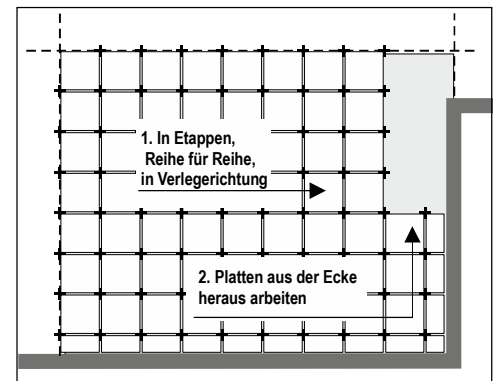 1. In Etappen,
Reihe für Reihe,
in Verlegerichtung
2. Platten aus der Ecke
heraus arbeiten